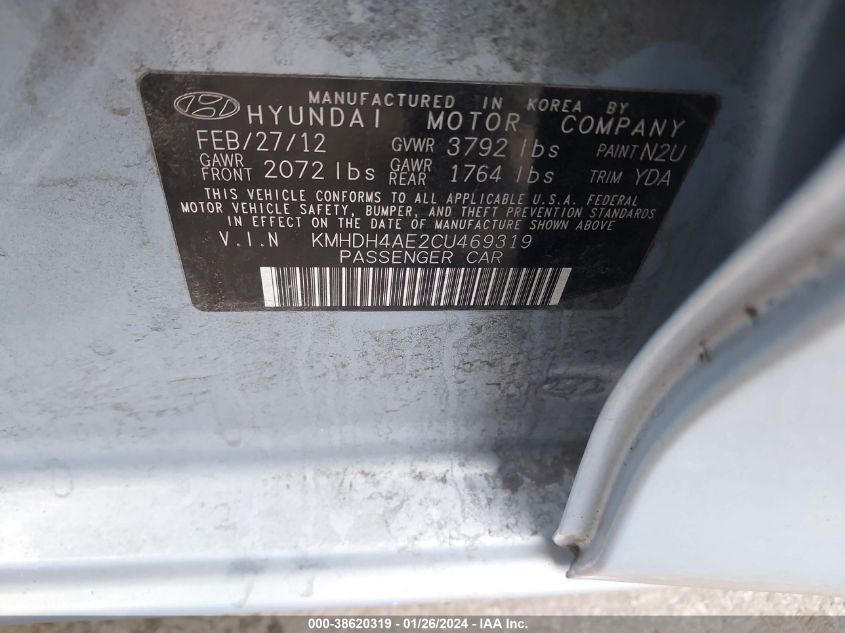 MANUFACTURED IN KOREA BY
HYUNDAI MOTOR COMPANY
FEB/27/12 GVWR 3792 lbs PAINT N2U
GAWR FRONT 2072 lbs GAWR REAR 1764 lbs TRIM YDA
THIS VEHICLE CONFORMS TO ALL APPLICABLE U.S.A. FEDERAL
MOTOR VEHICLE SAFETY, BUMPER, AND THEFT PREVENTION STANDARDS
IN EFFECT ON THE DATE OF MANUFACTURE SHOWN ABOVE
V.I.N KMHDH4AE2CU469319
PASSENGER CAR
000-38620319 - 01/26/2024 - IAA Inc.